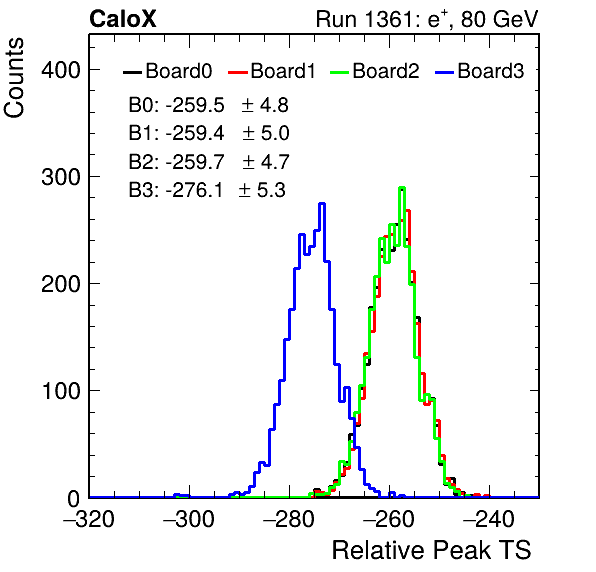 CaloX Run 1361: e⁺, 80 GeV
Counts
400
300
200
100
0
Board0 Board1 Board2 Board3
B0: -259.5 ± 4.8
B1: -259.4 ± 5.0
B2: -259.7 ± 4.7
B3: -276.1 ± 5.3
−320 −300 −280 −260 −240
Relative Peak TS